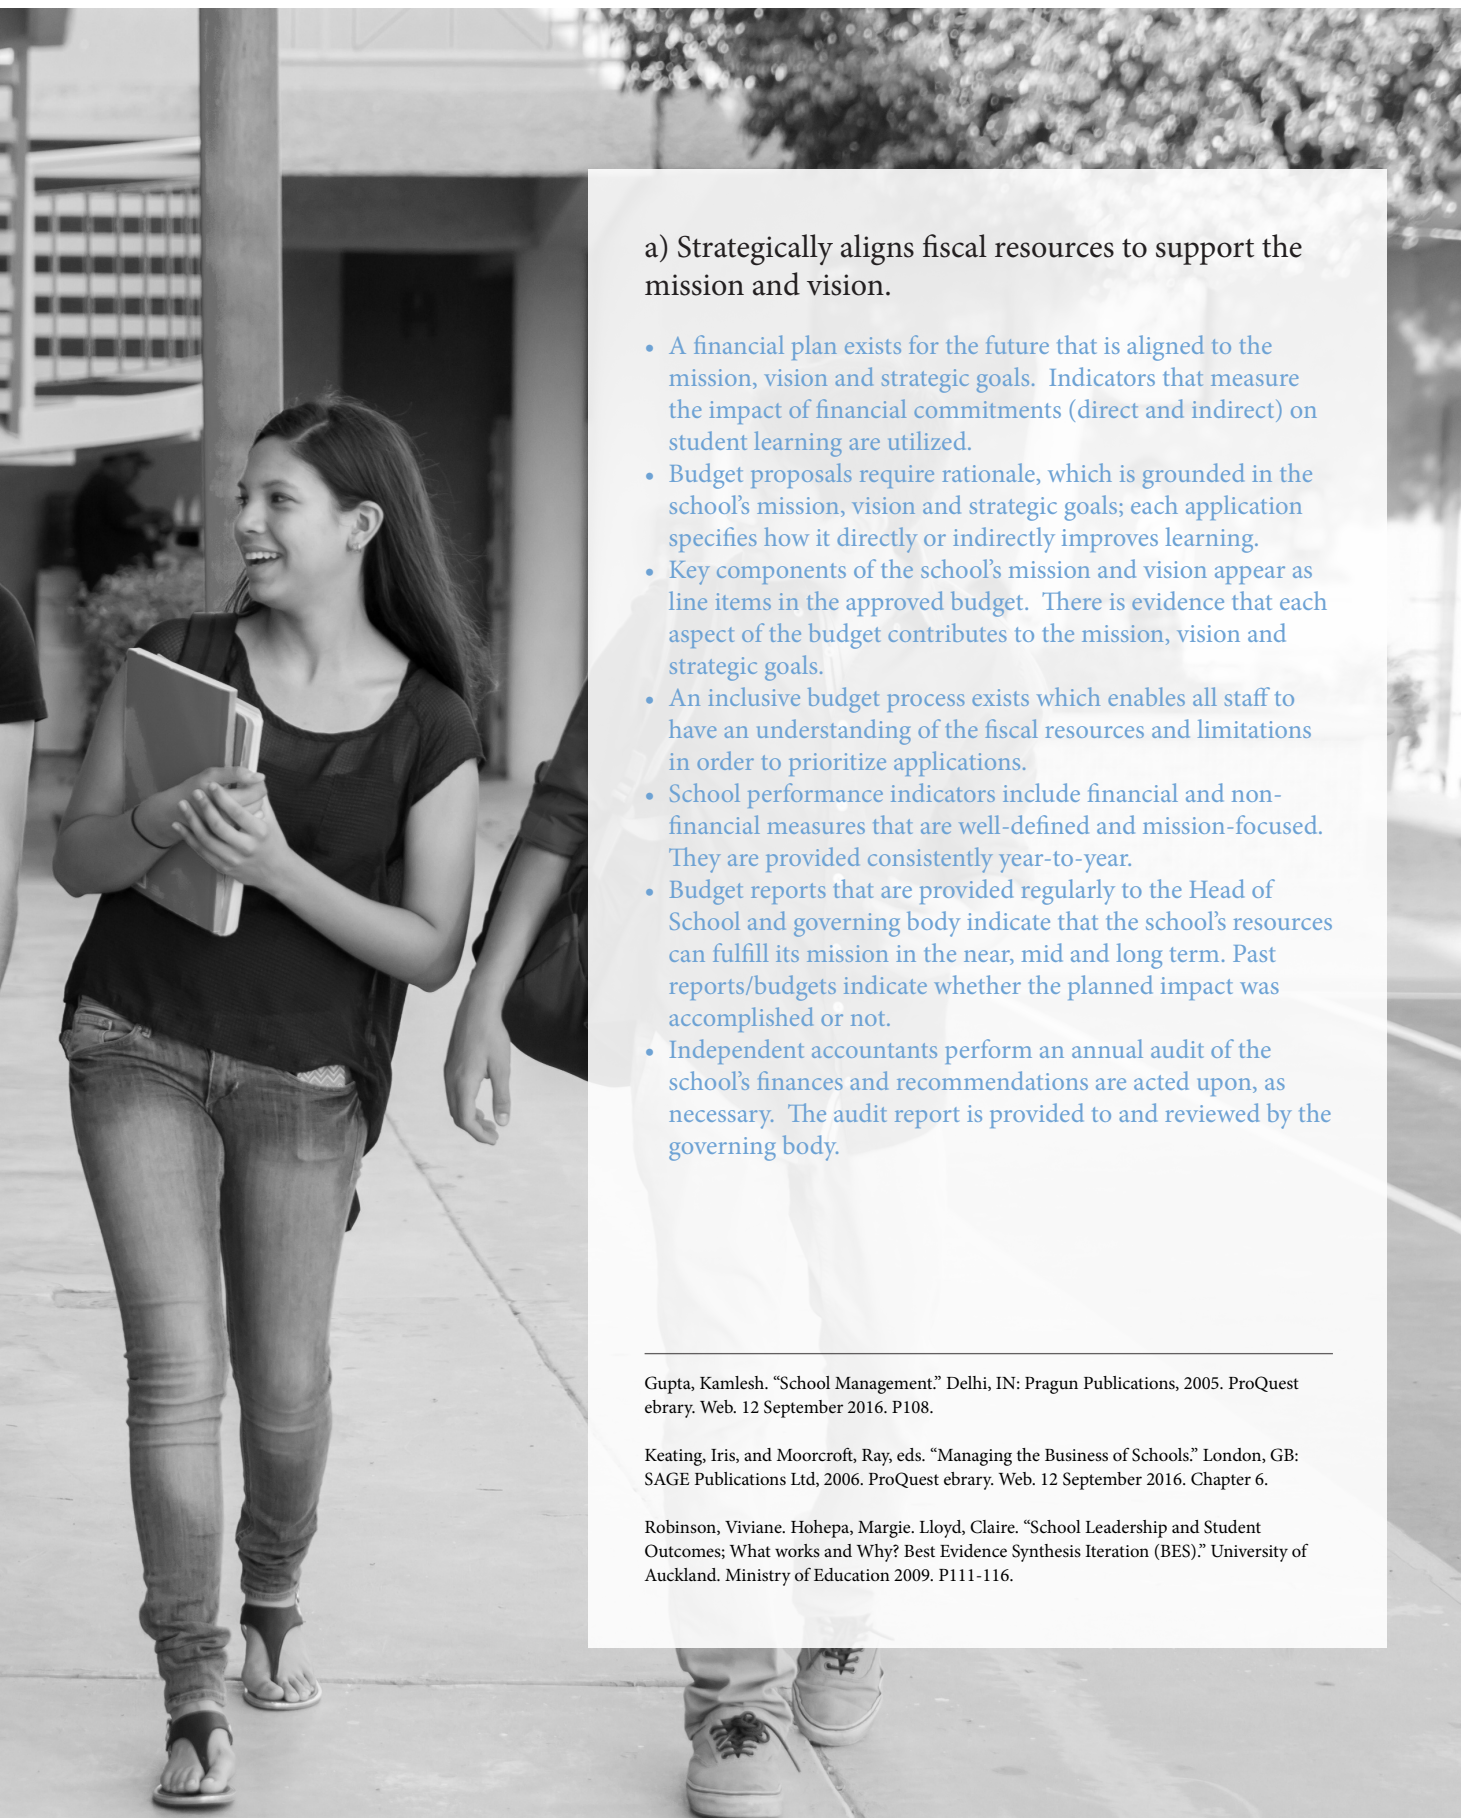 a) Strategically aligns fiscal resources to support the
mission and vision.
• A financial plan exists for the future that is aligned to the
mission, vision and strategic goals.  Indicators that measure
the impact of financial commitments (direct and indirect) on
student learning are utilized.
• Budget proposals require rationale, which is grounded in the
school’s mission, vision and strategic goals; each application
specifies how it directly or indirectly improves learning.
• Key components of the school’s mission and vision appear as
line items in the approved budget.  There is evidence that each
aspect of the budget contributes to the mission, vision and
strategic goals.
• An inclusive budget process exists which enables all staff to
have an understanding of the fiscal resources and limitations
in order to prioritize applications.
• School performance indicators include financial and non-
financial measures that are well-defined and mission-focused.
They are provided consistently year-to-year.
• Budget reports that are provided regularly to the Head of
School and governing body indicate that the school’s resources
can fulfill its mission in the near, mid and long term. Past
reports/budgets indicate whether the planned impact was
accomplished or not.
• Independent accountants perform an annual audit of the
school’s finances and recommendations are acted upon, as
necessary.  The audit report is provided to and reviewed by the
governing body.
Gupta, Kamlesh. “School Management.” Delhi, IN: Pragun Publications, 2005. ProQuest
ebrary. Web. 12 September 2016. P108.
Keating, Iris, and Moorcroft, Ray, eds. “Managing the Business of Schools.” London, GB:
SAGE Publications Ltd, 2006. ProQuest ebrary. Web. 12 September 2016. Chapter 6.
Robinson, Viviane. Hohepa, Margie. Lloyd, Claire. “School Leadership and Student
Outcomes; What works and Why? Best Evidence Synthesis Iteration (BES).” University of
Auckland. Ministry of Education 2009. P111-116.